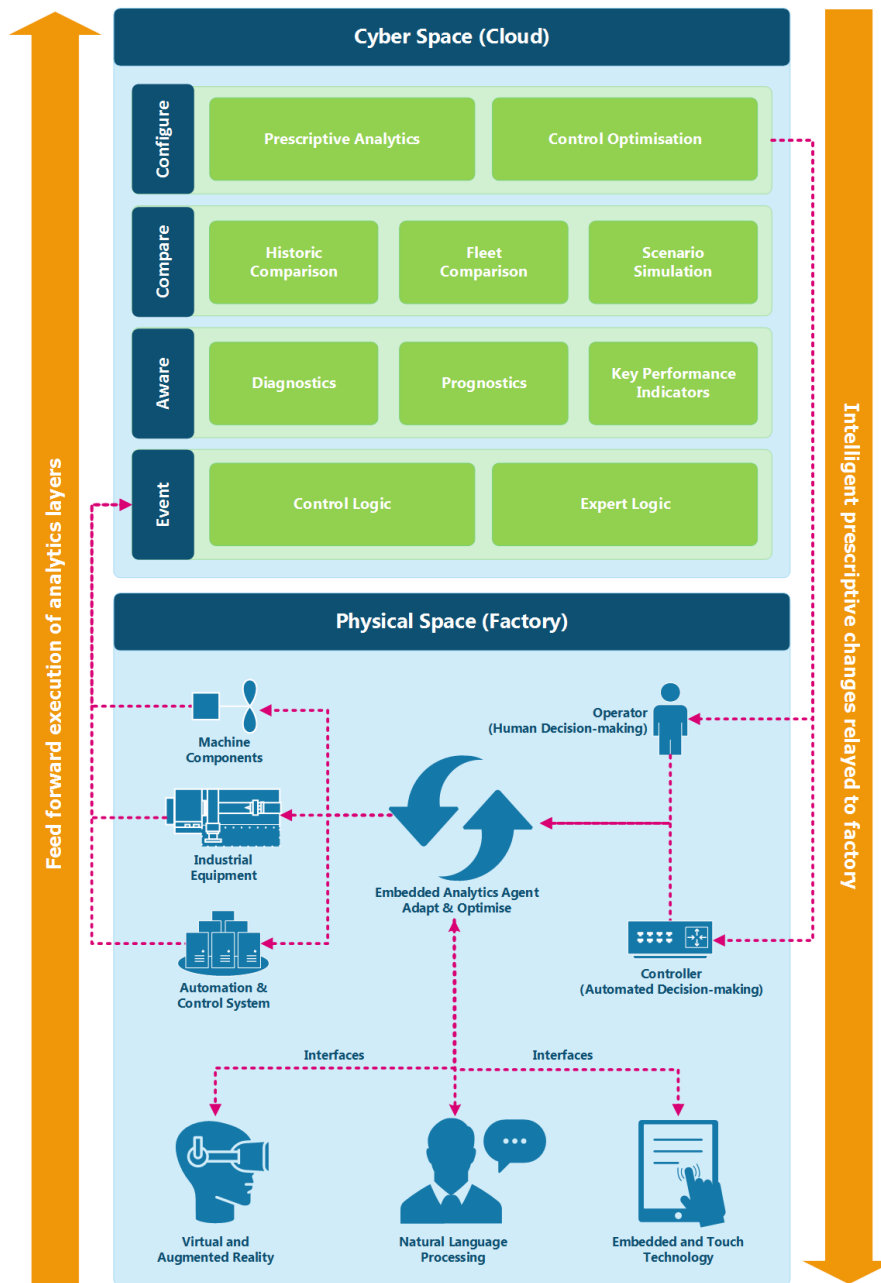 Cyber Space (Cloud)
Configure
Prescriptive Analytics
Control Optimisation
Compare
Historic
Comparison
Fleet
Comparison
Scenario
Simulation
Aware
Diagnostics
Prognostics
Key Performance
Indicators
Event
Control Logic
Expert Logic
Feed forward execution of analytics layers
Intelligent prescriptive changes relayed to factory
Physical Space (Factory)
Machine
Components
Operator
(Human Decision-making)
Industrial
Equipment
Embedded Analytics Agent
Adapt & Optimise
Automation &
Control System
Controller
(Automated Decision-making)
Interfaces
Interfaces
Virtual and
Augmented Reality
Natural Language
Processing
Embedded and Touch
Technology